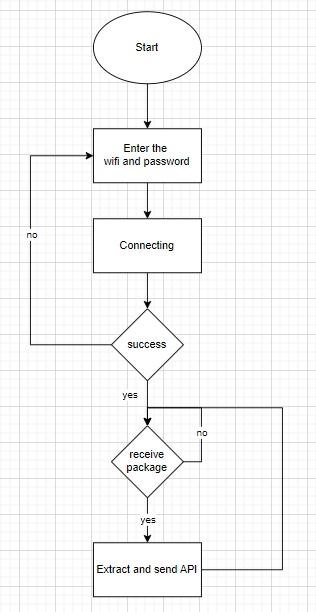 Start
Enter the
wifi and password
no
Connecting
success
yes
no
receive
package
yes
Extract and send API